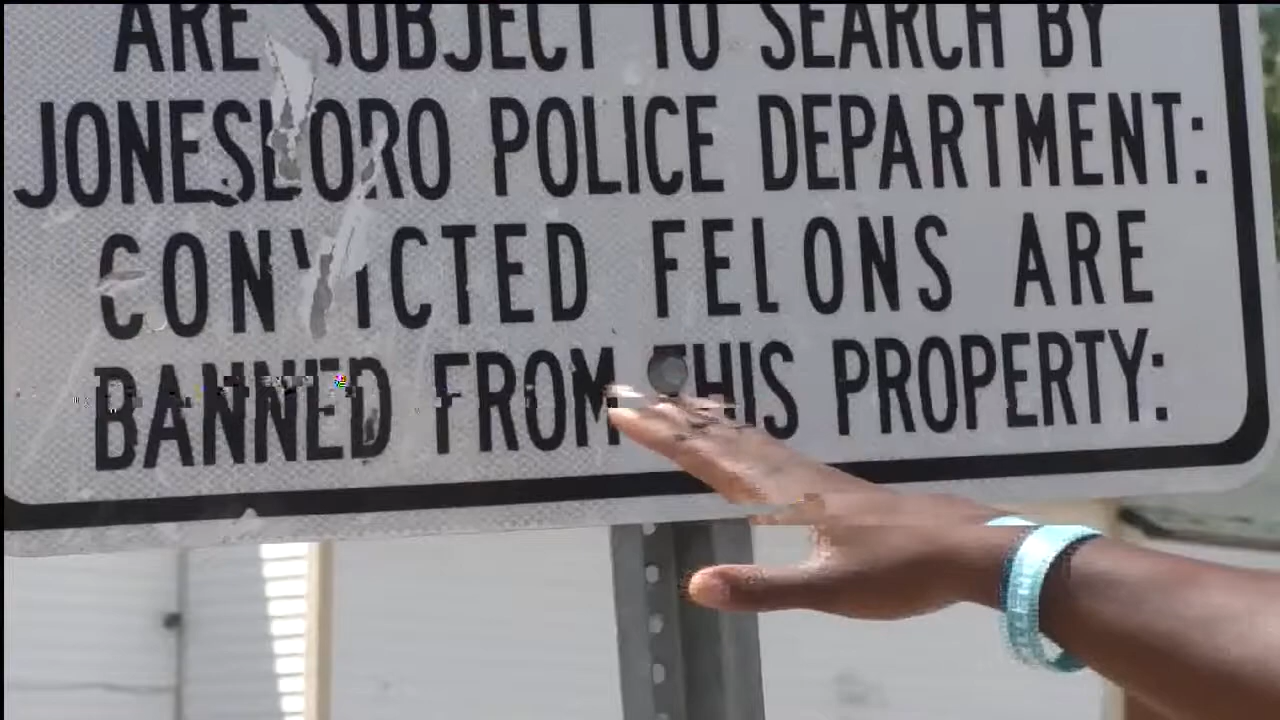 ARE SUBJECT TO SEARCH BY
JONESBORO POLICE DEPARTMENT:
CONVICTED FELONS ARE
BANNED FROM THIS PROPERTY: